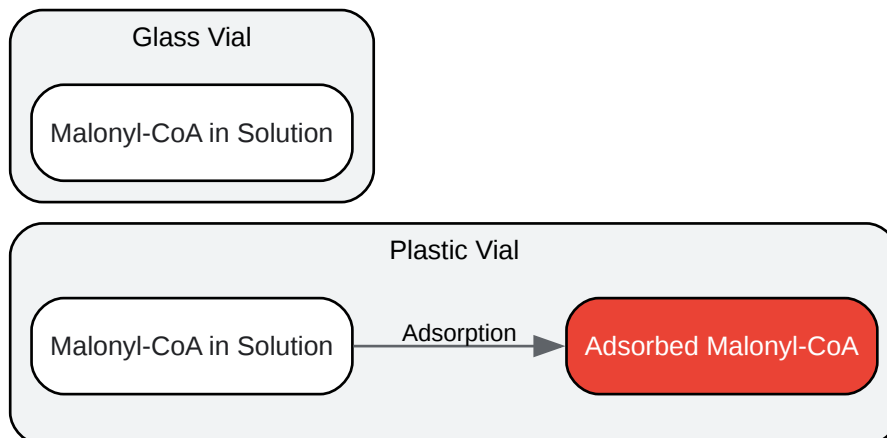 Glass Vial
Malonyl-CoA in Solution
Plastic Vial
Malonyl-CoA in Solution
Adsorption
Adsorbed Malonyl-CoA